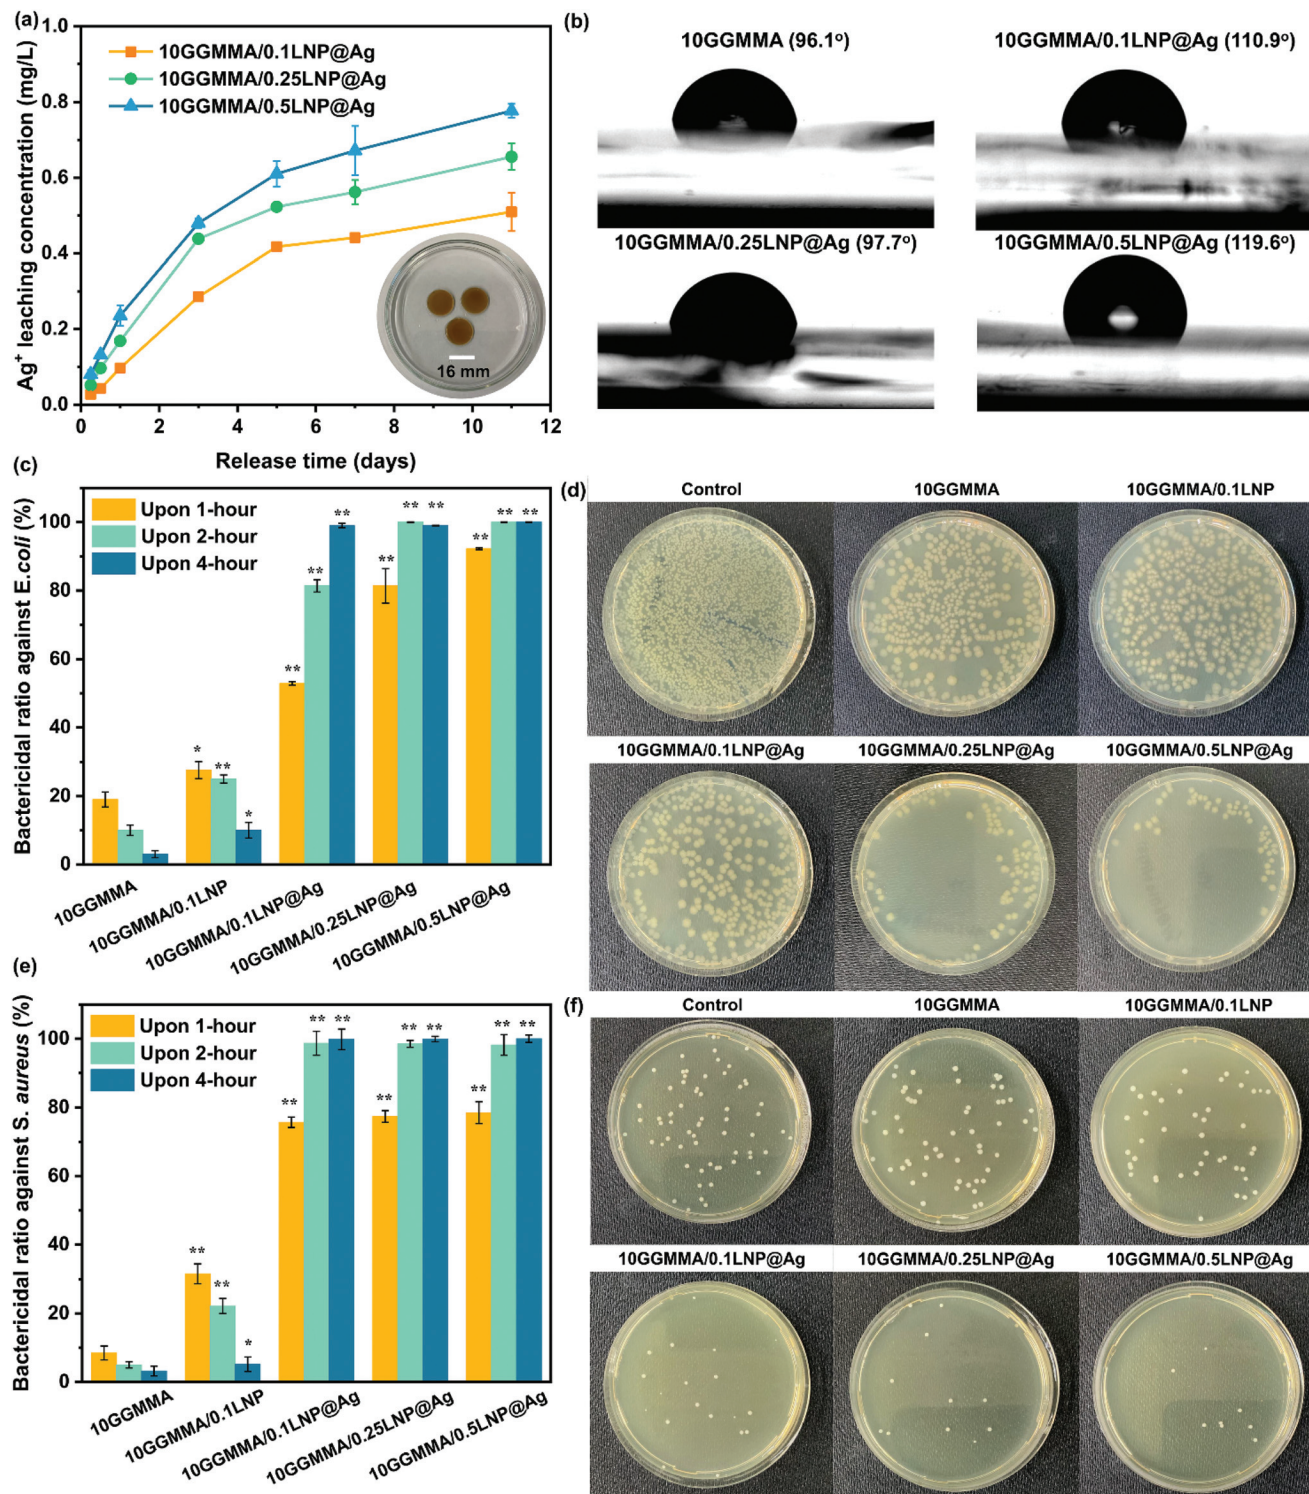 (a)
1.0
0.8
0.6
0.4
0.2
0.0
Ag⁺ leaching concentration (mg/L)
10GGMMA/0.1LNP@Ag
10GGMMA/0.25LNP@Ag
10GGMMA/0.5LNP@Ag
16 mm
0 2 4 6 8 10 12
Release time (days)
(b)
10GGMMA (96.1º)
10GGMMA/0.1LNP@Ag (110.9º)
10GGMMA/0.25LNP@Ag (97.7º)
10GGMMA/0.5LNP@Ag (119.6º)
(c)
Bactericidal ratio against E.coli (%)
100
80
60
40
20
0
Upon 1-hour
Upon 2-hour
Upon 4-hour
* ** *
** ** **
** ** **
** ** **
10GGMMA
10GGMMA/0.1LNP
10GGMMA/0.1LNP@Ag
10GGMMA/0.25LNP@Ag
10GGMMA/0.5LNP@Ag
(d)
Control
10GGMMA
10GGMMA/0.1LNP
10GGMMA/0.1LNP@Ag
10GGMMA/0.25LNP@Ag
10GGMMA/0.5LNP@Ag
(e)
Bactericidal ratio against S. aureus (%)
100
80
60
40
20
0
Upon 1-hour
Upon 2-hour
Upon 4-hour
** ** *
** ** **
** ** **
** ** **
10GGMMA
10GGMMA/0.1LNP
10GGMMA/0.1LNP@Ag
10GGMMA/0.25LNP@Ag
10GGMMA/0.5LNP@Ag
(f)
Control
10GGMMA
10GGMMA/0.1LNP
10GGMMA/0.1LNP@Ag
10GGMMA/0.25LNP@Ag
10GGMMA/0.5LNP@Ag